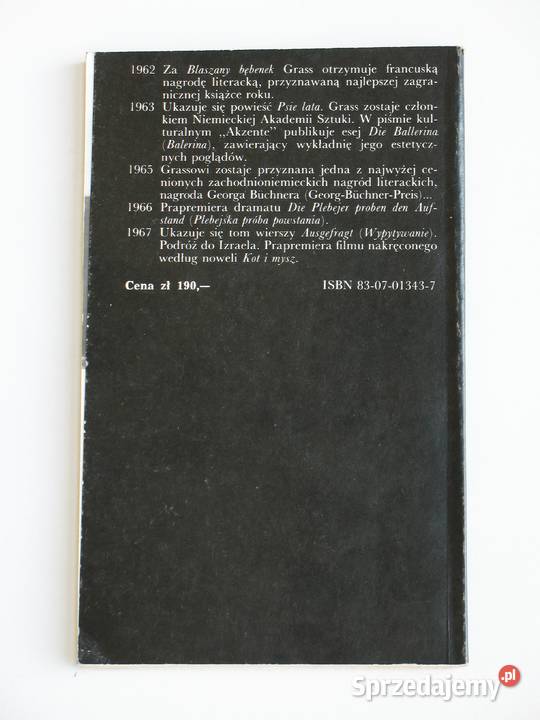 1962 Za Blaszany bębenek Grass otrzymuje francuską
nagrodę literacką, przyznawaną najlepszej zagra-
nicznej książce roku.
1963 Ukazuje się powieść Psie lata. Grass zostaje człon-
kiem Niemieckiej Akademii Sztuki. W piśmie kul-
turalnym „Akzente” publikuje esej Die Ballerina
(Balerina), zawierający wykładnię jego estetycz-
nych poglądów.
1965 Grassowi zostaje przyznana jedna z najwyżej ce-
nionych zachodnioniemieckich nagród literackich,
nagroda Georga Büchnera (Georg-Büchner-Preis)...
1966 Prapremiera dramatu Die Plebejer proben den Auf-
stand (Plebejska próba powstania).
1967 Ukazuje się tom wierszy Ausgefragt (Wypytywanie).
Podróż do Izraela. Prapremiera filmu nakręconego
według noweli Kot i mysz.
Cena zł 190,— ISBN 83-07-01343-7
Sprzedajemy.pl